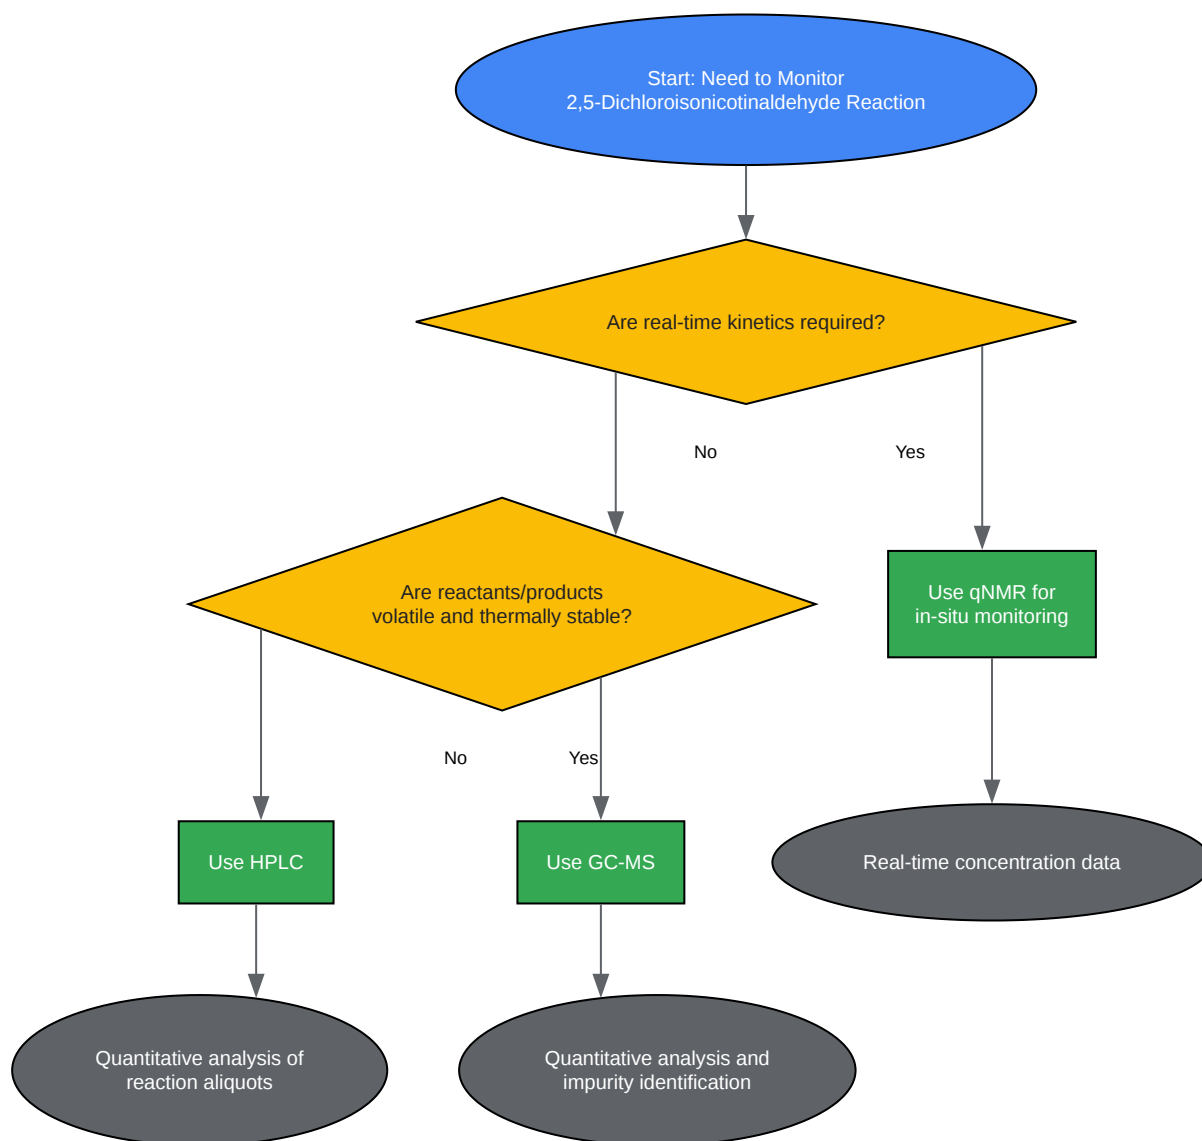 Start: Need to Monitor
2,5-Dichloroisonicotinaldehyde Reaction
Are real-time kinetics required?
No
Yes
Are reactants/products
volatile and thermally stable?
Use qNMR for
in-situ monitoring
No
Yes
Use HPLC
Use GC-MS
Real-time concentration data
Quantitative analysis of
reaction aliquots
Quantitative analysis and
impurity identification